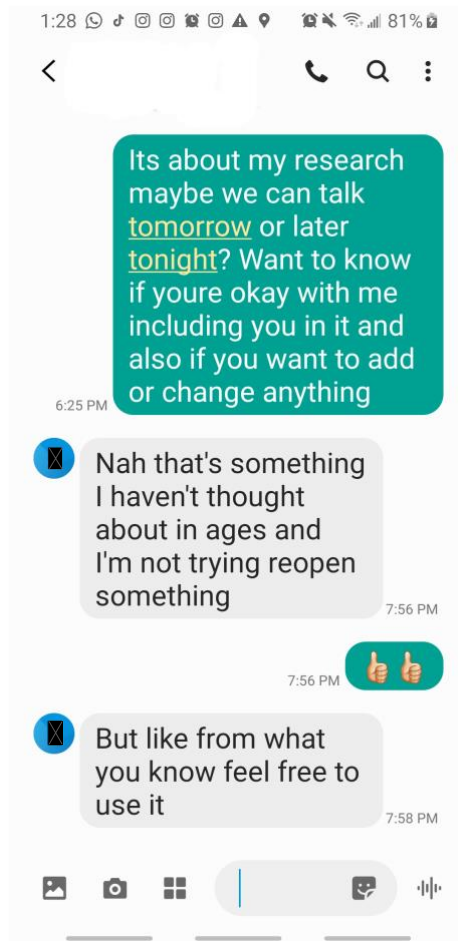 1:28 81%
Its about my research
maybe we can talk
tomorrow or later
tonight? Want to know
if youre okay with me
including you in it and
also if you want to add
or change anything
6:25 PM
Nah that's something
I haven't thought
about in ages and
I'm not trying reopen
something
7:56 PM
7:56 PM
But like from what
you know feel free to
use it
7:58 PM